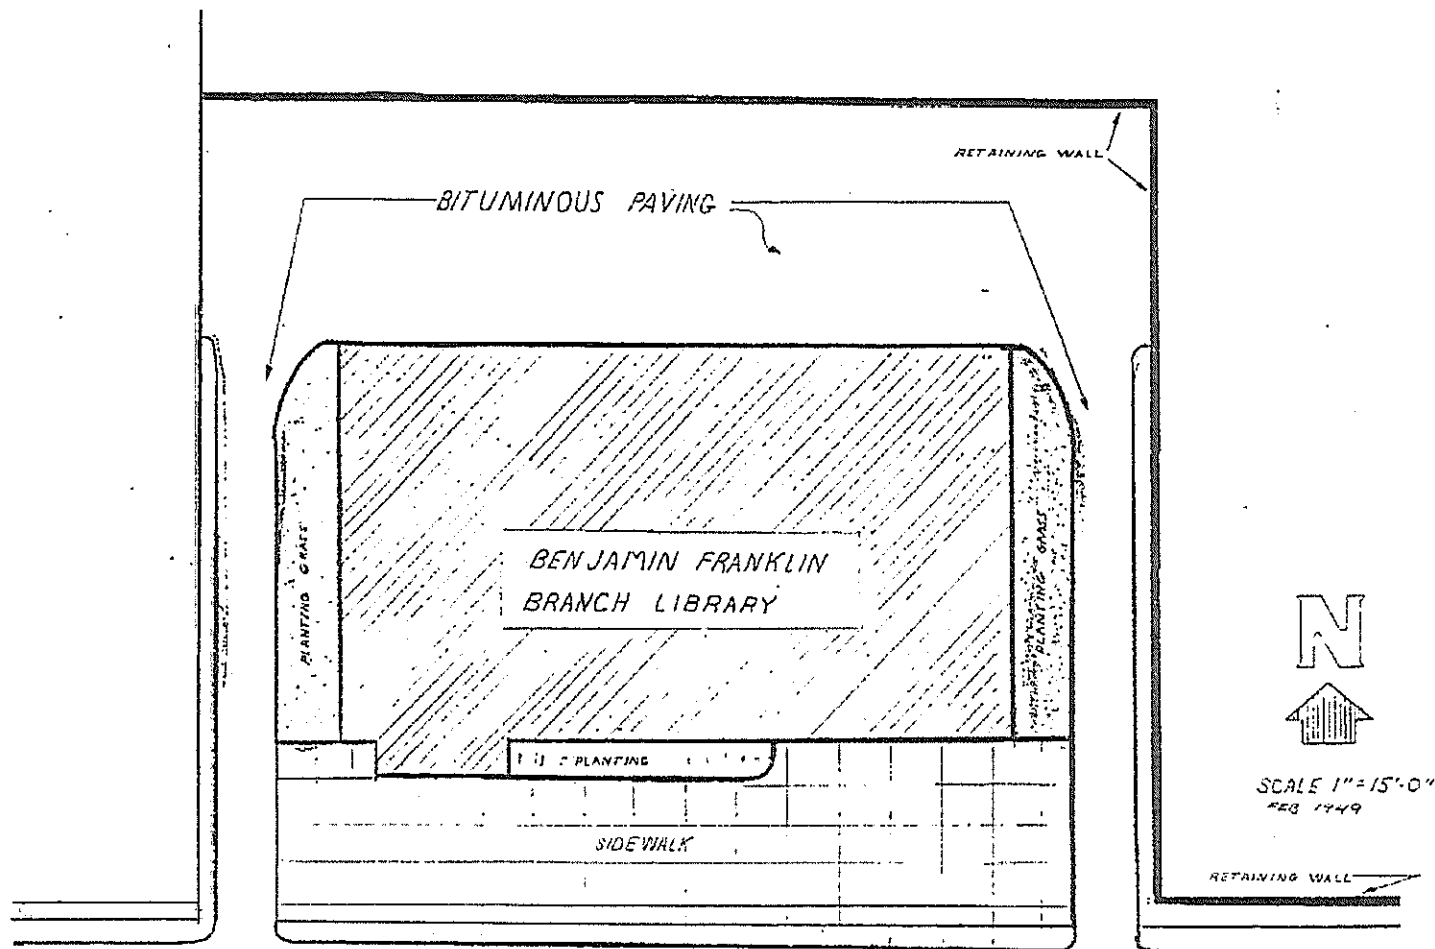 RETAINING WALL
BITUMINOUS PAVING
PLANTING GRASS
BENJAMIN FRANKLIN
BRANCH LIBRARY
PLANTING GRASS
N
PLANTING
SCALE 1"=15'-0"
FEB 1949
SIDEWALK
RETAINING WALL